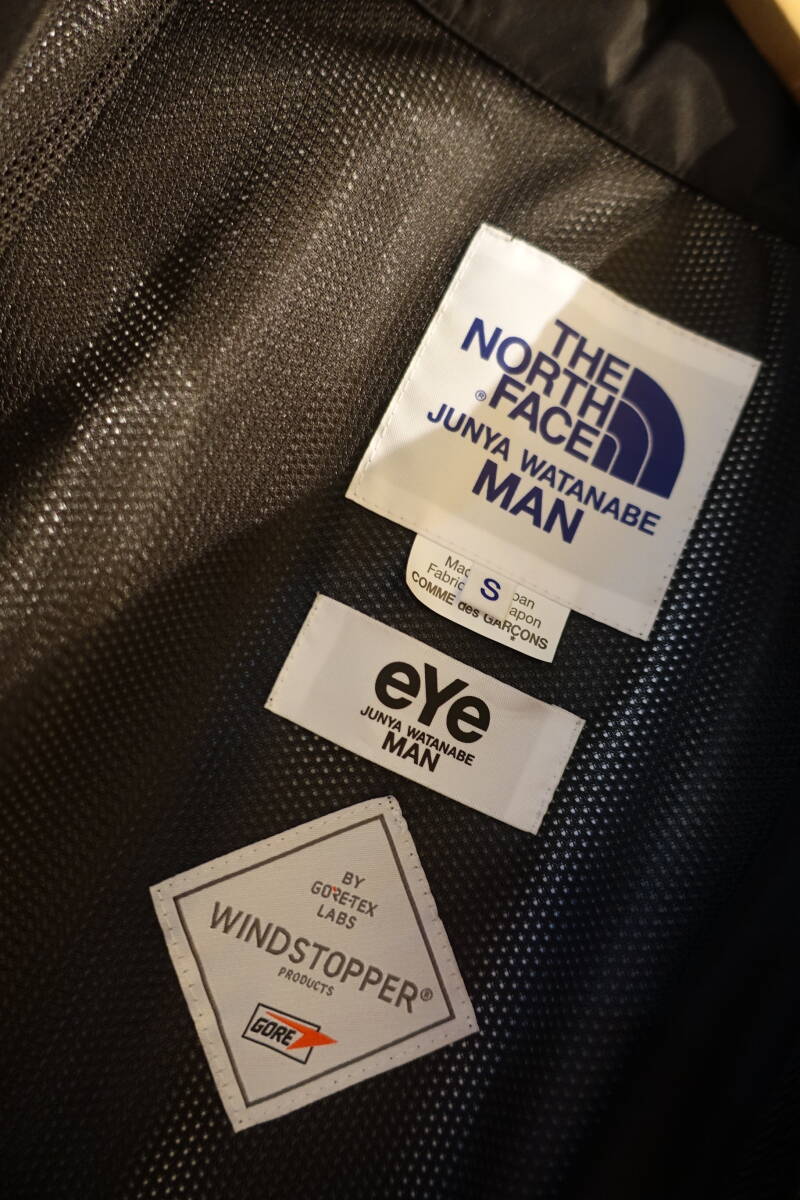 THE
NORTH
FACE
®
JUNYA WATANABE
MAN
S
COMME des GARÇONS
eYe
JUNYA WATANABE
MAN
BY
GORE-TEX
LABS
WINDSTOPPER®
PRODUCTS
GORE